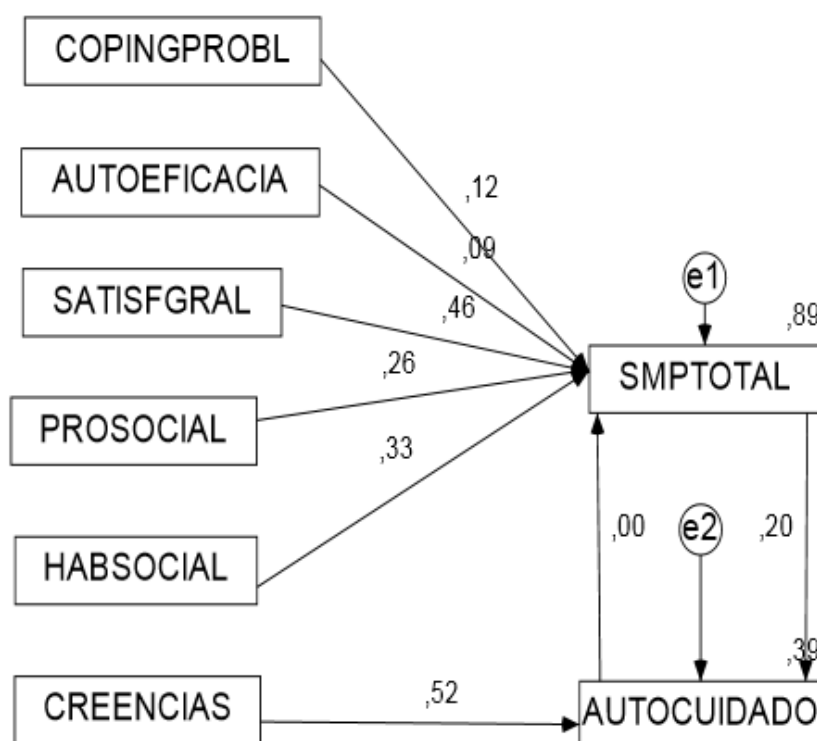 COPINGPROBL
AUTOEFICACIA
,12
,09
SATISFGRAL
,46
e1
,89
SMPTOTAL
,26
PROSOCIAL
,33
HABSOCIAL
,00
e2
,20
,39
CREENCIAS
,52
AUTOCUIDADO